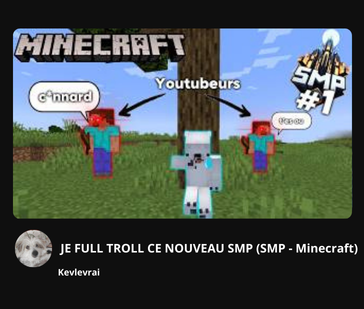 MINECRAFT
SMP
#1
Youtubeurs
c*nnard
t'es ou
JE FULL TROLL CE NOUVEAU SMP (SMP - Minecraft)
Kevlevrai